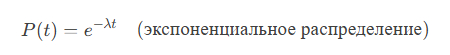 P(t) = e^{−λt} (экспоненциальное распределение)